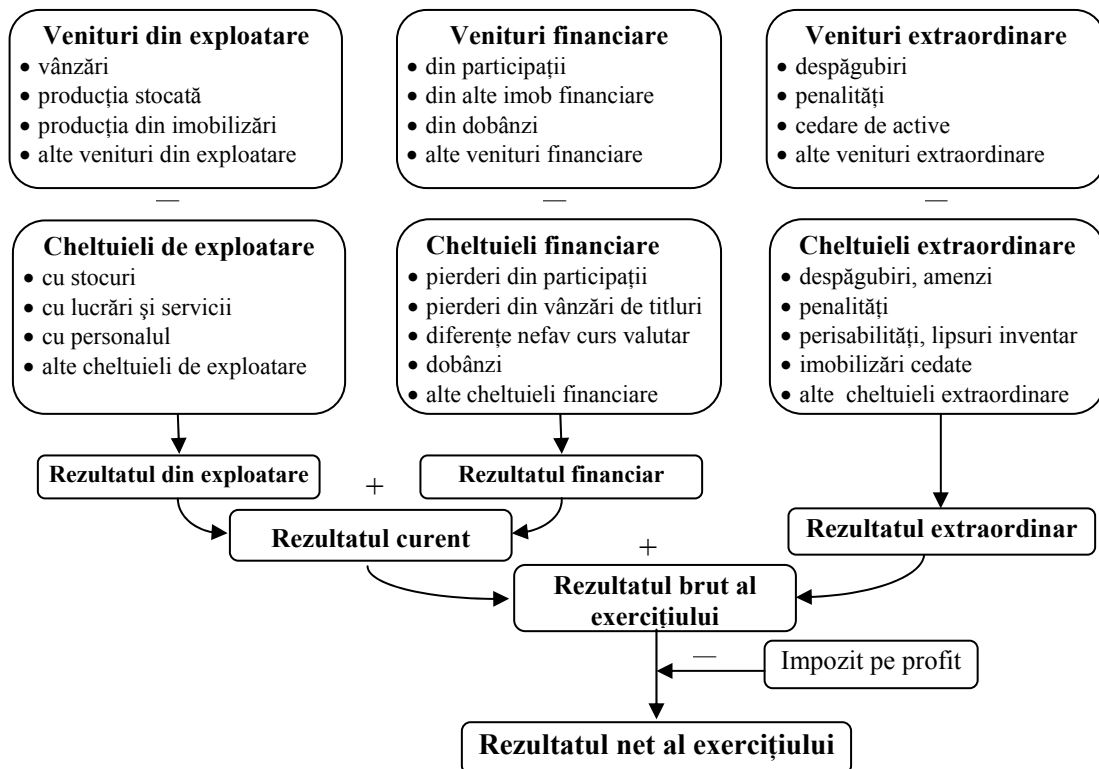 Venituri din exploatare
• vânzări
• producția stocată
• producția din imobilizări
• alte venituri din exploatare
Venituri financiare
• din participații
• din alte imob financiare
• din dobânzi
• alte venituri financiare
Venituri extraordinare
• despăgubiri
• penalități
• cedare de active
• alte venituri extraordinare
—
—
—
Cheltuieli de exploatare
• cu stocuri
• cu lucrări şi servicii
• cu personalul
• alte cheltuieli de exploatare
Cheltuieli financiare
• pierderi din participații
• pierderi din vânzări de titluri
• diferențe nefav curs valutar
• dobânzi
• alte cheltuieli financiare
Cheltuieli extraordinare
• despăgubiri, amenzi
• penalități
• perisabilități, lipsuri inventar
• imobilizări cedate
• alte cheltuieli extraordinare
Rezultatul din exploatare
+
Rezultatul financiar
Rezultatul curent
Rezultatul extraordinar
+
Rezultatul brut al
exercițiului
—
Impozit pe profit
Rezultatul net al exercițiului